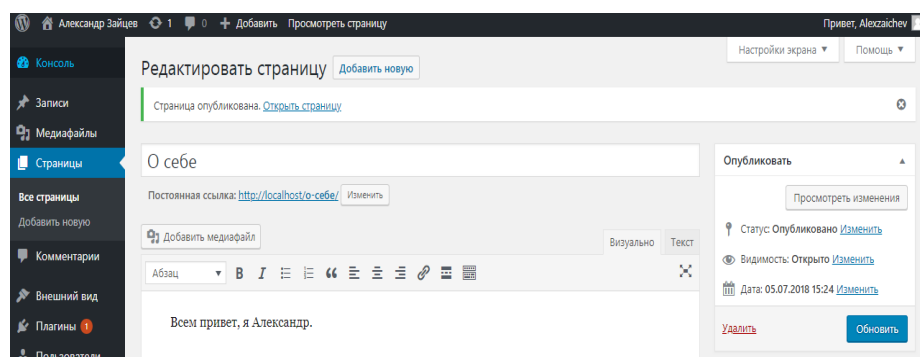 Александр Зайцев 1 0 + Добавить Просмотреть страницу Привет, Alexzaichev
Настройки экрана ▼ Помощь ▼
Консоль
Записи
Медиафайлы
Страницы
Все страницы
Добавить новую
Комментарии
Внешний вид
Плагины 1
Пользователи
Редактировать страницу Добавить новую
Страница опубликована. Открыть страницу
О себе
Постоянная ссылка: http://localhost/о-себе/ Изменить
Добавить медиафайл
Визуально Текст
Абзац ▼ B I
Всем привет, я Александр.
Опубликовать
Просмотреть изменения
Статус: Опубликовано Изменить
Видимость: Открыто Изменить
Дата: 05.07.2018 15:24 Изменить
Удалить Обновить